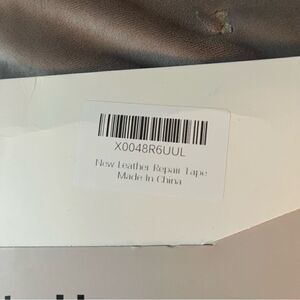 X0048R6UUL
New Leather Repair Tape
Made In China